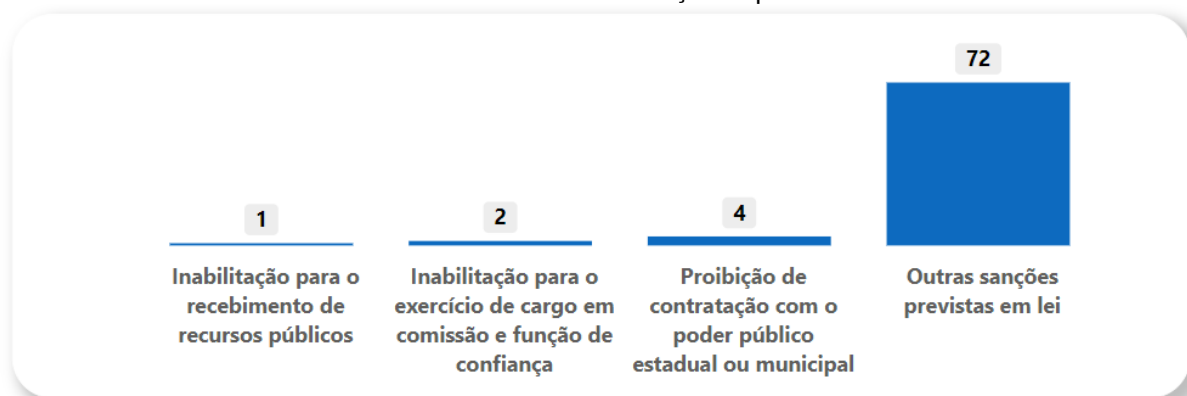 72
1
2
4
Inabilitação para o
recebimento de
recursos públicos
Inabilitação para o
exercício de cargo em
comissão e função de
confiança
Proibição de
contratação com o
poder público
estadual ou municipal
Outras sanções
previstas em lei